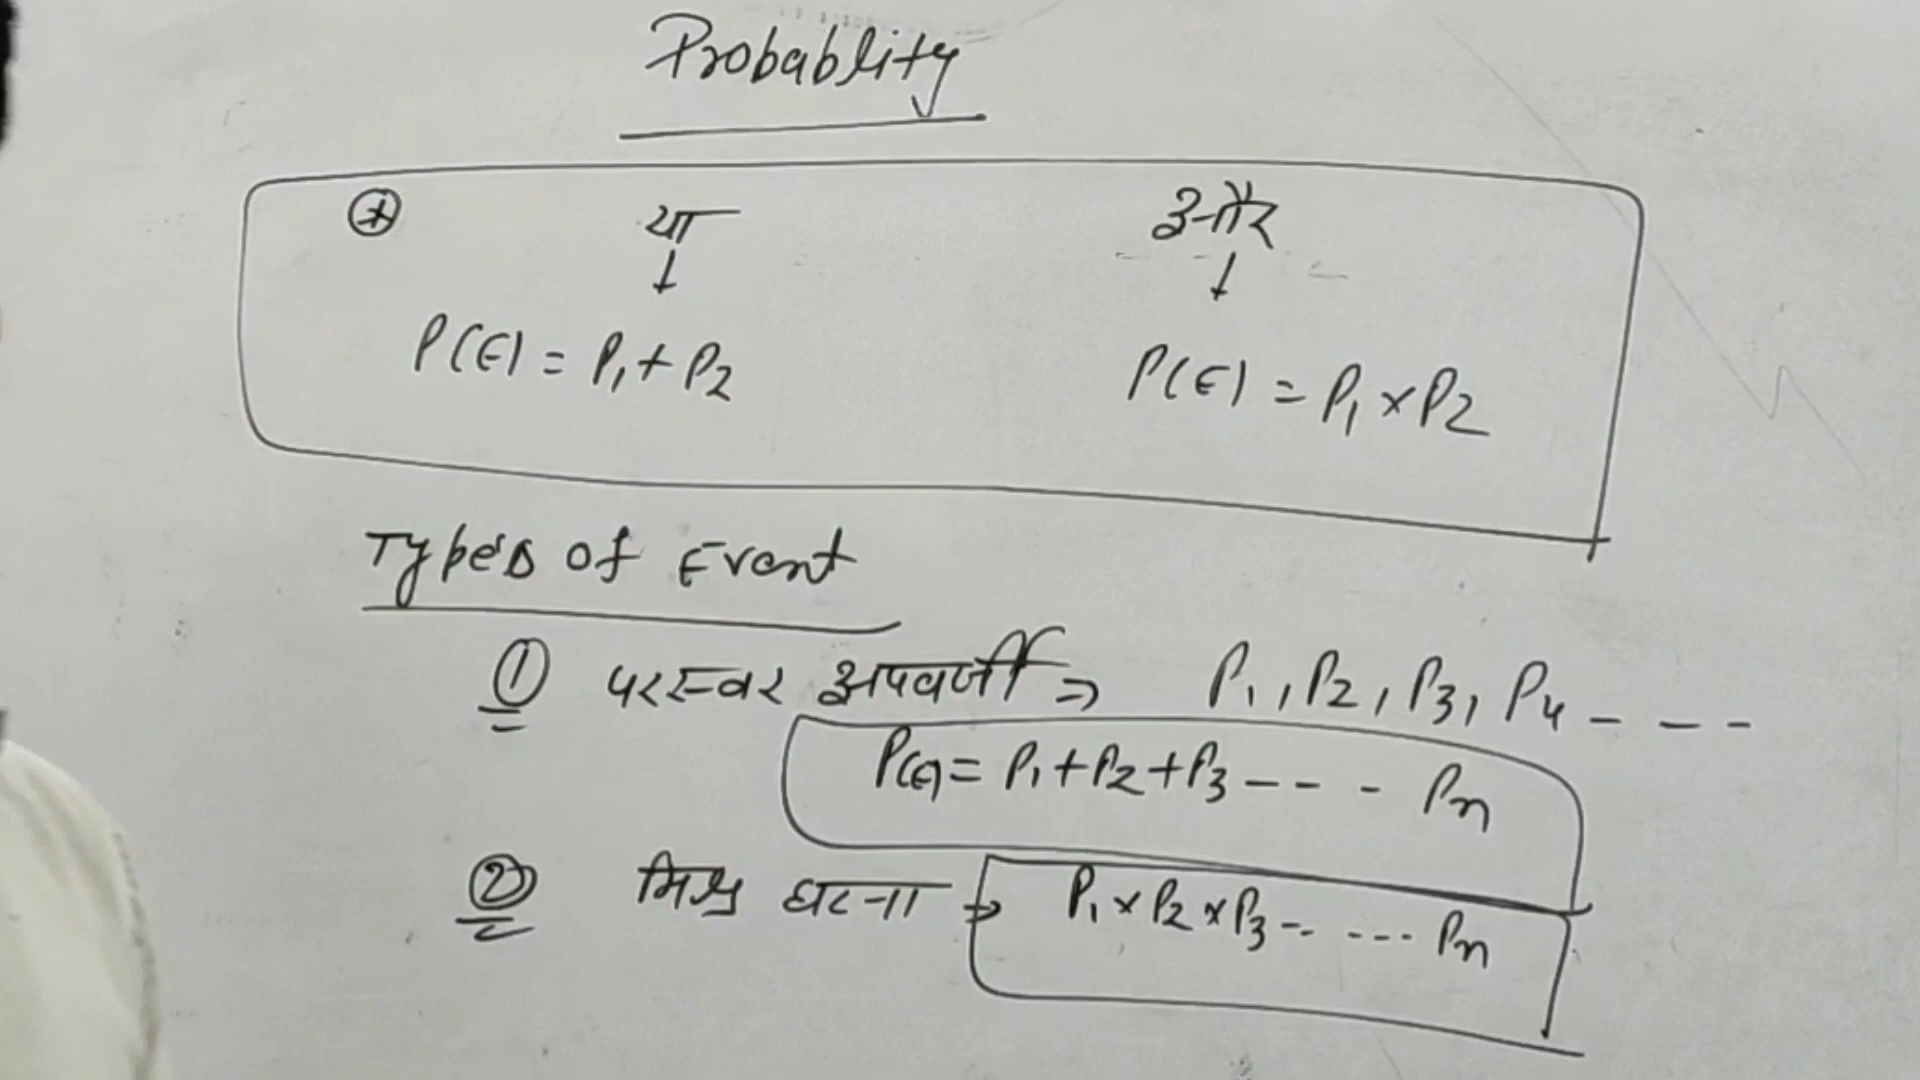 Probablity
* या और
↓ ↓
P(E) = P₁ + P₂ P(E) = P₁ × P₂
Types of Event
① परस्पर अपवर्जी ⇒ P₁, P₂, P₃, P₄ - - -
P(E) = P₁ + P₂ + P₃ - - - Pn
② मिश्र घटना → P₁ × P₂ × P₃ - - - - - Pn